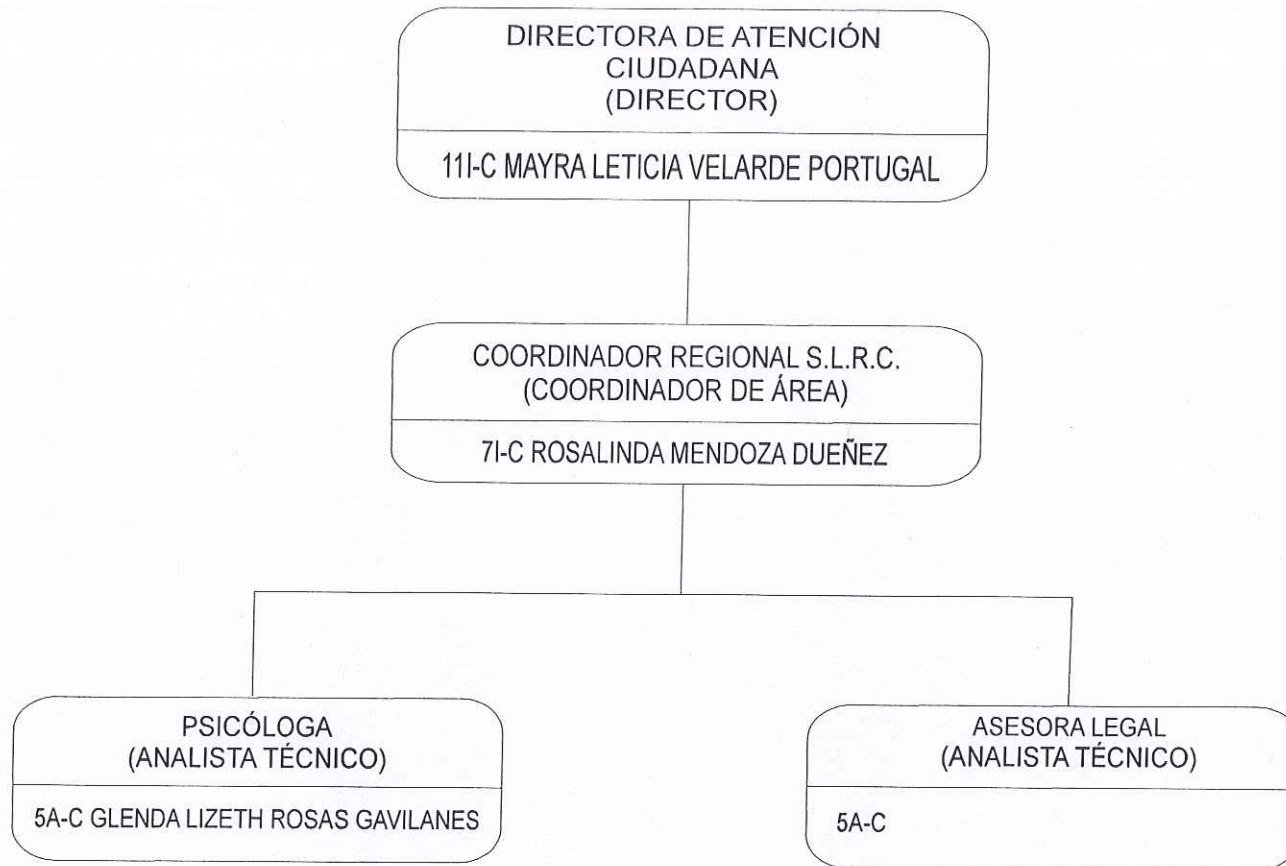 DIRECTORA DE ATENCIÓN
CIUDADANA
(DIRECTOR)
11I-C MAYRA LETICIA VELARDE PORTUGAL
COORDINADOR REGIONAL S.L.R.C.
(COORDINADOR DE ÁREA)
7I-C ROSALINDA MENDOZA DUEÑEZ
PSICÓLOGA
(ANALISTA TÉCNICO)
5A-C GLENDA LIZETH ROSAS GAVILANES
ASESORA LEGAL
(ANALISTA TÉCNICO)
5A-C